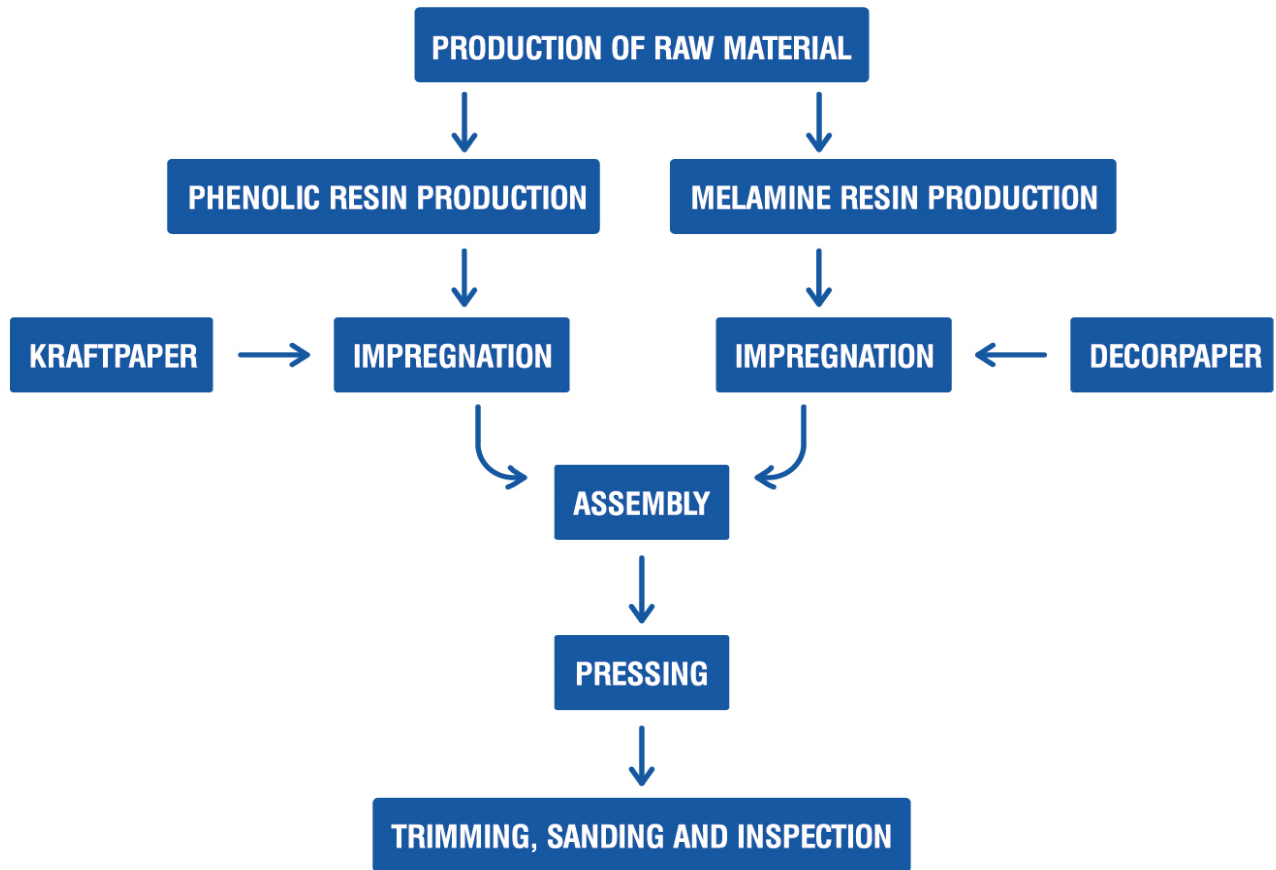 PRODUCTION OF RAW MATERIAL
PHENOLIC RESIN PRODUCTION
MELAMINE RESIN PRODUCTION
KRAFTPAPER
IMPREGNATION
IMPREGNATION
DECORPAPER
ASSEMBLY
PRESSING
TRIMMING, SANDING AND INSPECTION